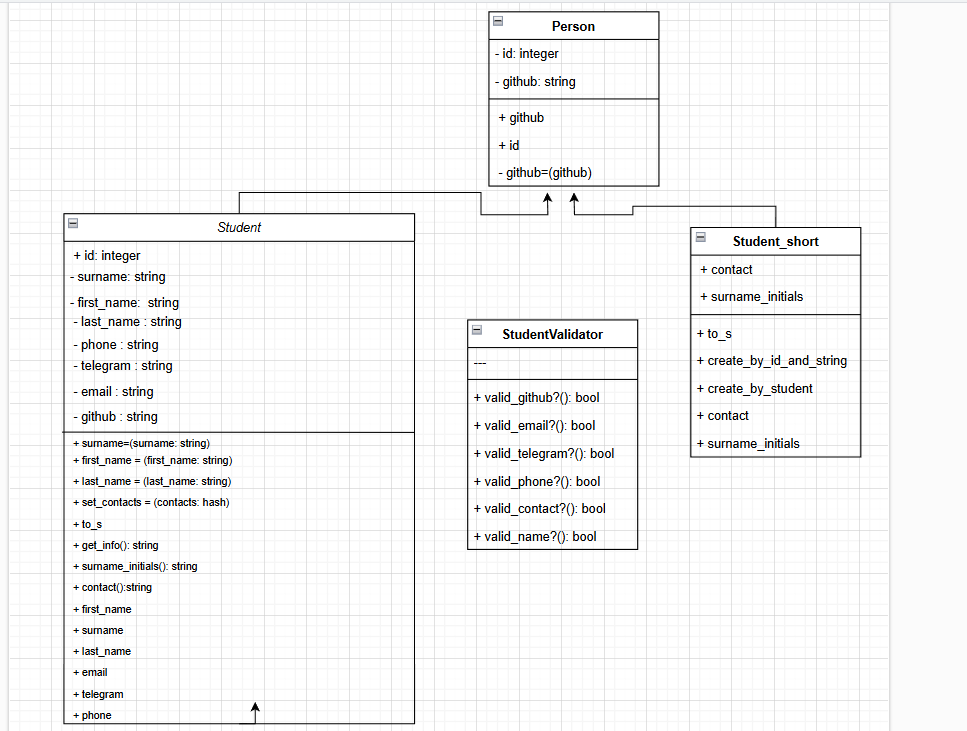 Person
- id: integer
- github: string
+ github
+ id
- github=(github)
Student
+ id: integer
- surname: string
- first_name:  string
- last_name : string
- phone : string
- telegram : string
- email : string
- github : string
+ surname=(surname: string)
+ first_name = (first_name: string)
+ last_name = (last_name: string)
+ set_contacts = (contacts: hash)
+ to_s
+ get_info(): string
+ surname_initials(): string
+ contact():string
+ first_name
+ surname
+ last_name
+ email
+ telegram
+ phone
StudentValidator
---
+ valid_github?(): bool
+ valid_email?(): bool
+ valid_telegram?(): bool
+ valid_phone?(): bool
+ valid_contact?(): bool
+ valid_name?(): bool
Student_short
+ contact
+ surname_initials
+ to_s
+ create_by_id_and_string
+ create_by_student
+ contact
+ surname_initials